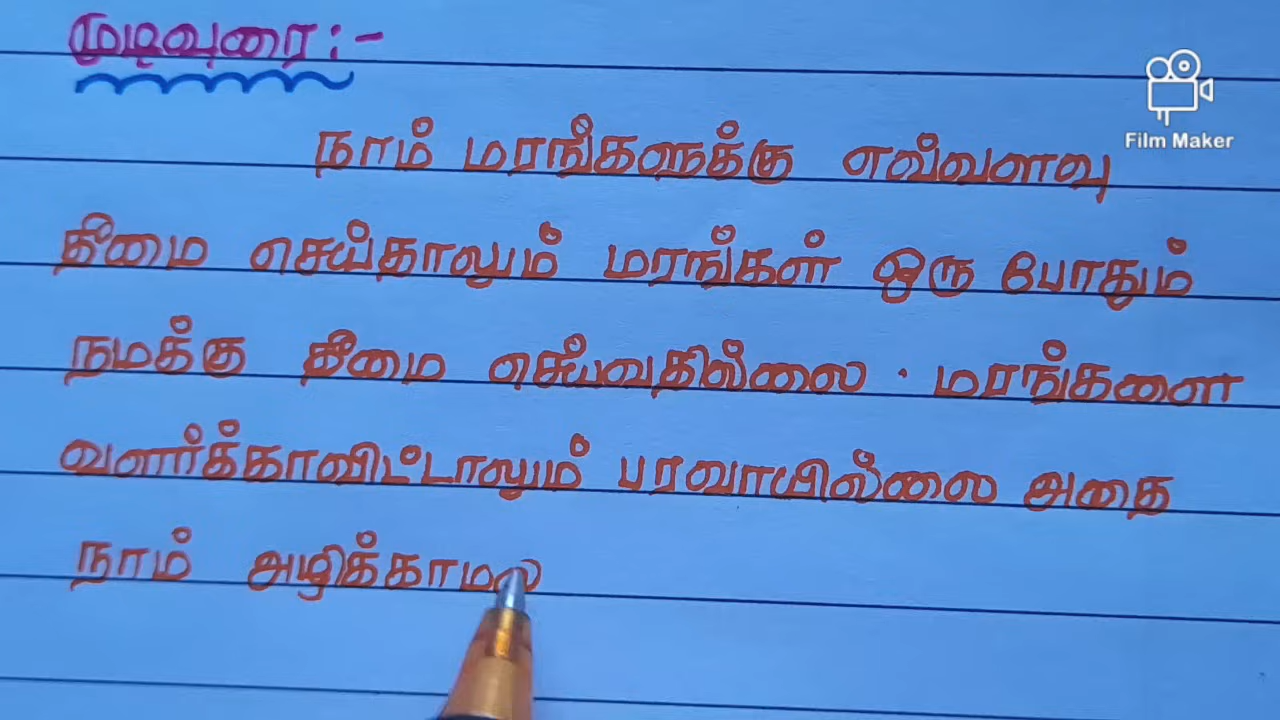 முடிவுரை:-
Film Maker
நாம் மரங்களுக்கு எவ்வளவு
தீமை செய்தாலும் மரங்கள் ஒரு போதும்
நமக்கு தீமை செய்வதில்லை . மரங்களை
வளர்க்காவிட்டாலும் பரவாயில்லை அதை
நாம் அழிக்காமல